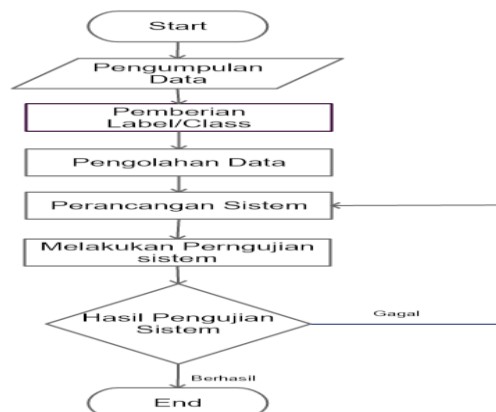 Start
Pengumpulan
Data
Pemberian
Label/Class
Pengolahan Data
Perancangan Sistem
Melakukan Perngujian
sistem
Hasil Pengujian
Sistem
Gagal
Berhasil
End